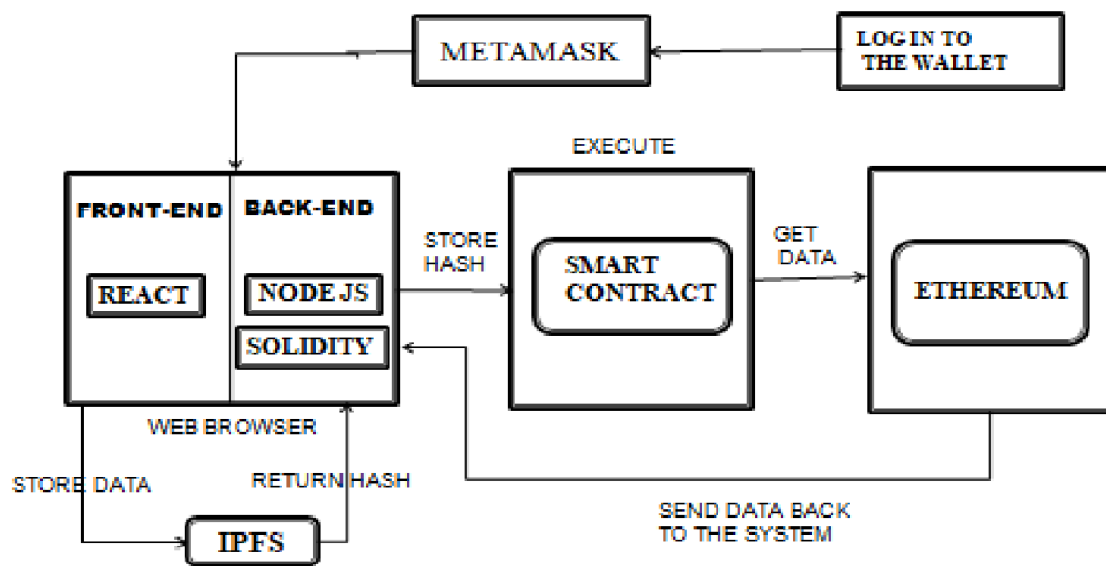 METAMASK
LOG IN TO
THE WALLET
EXECUTE
FRONT-END
BACK-END
STORE
HASH
GET
DATA
REACT
NODE JS
SOLIDITY
SMART
CONTRACT
ETHEREUM
WEB BROWSER
STORE DATA
RETURN HASH
IPFS
SEND DATA BACK
TO THE SYSTEM